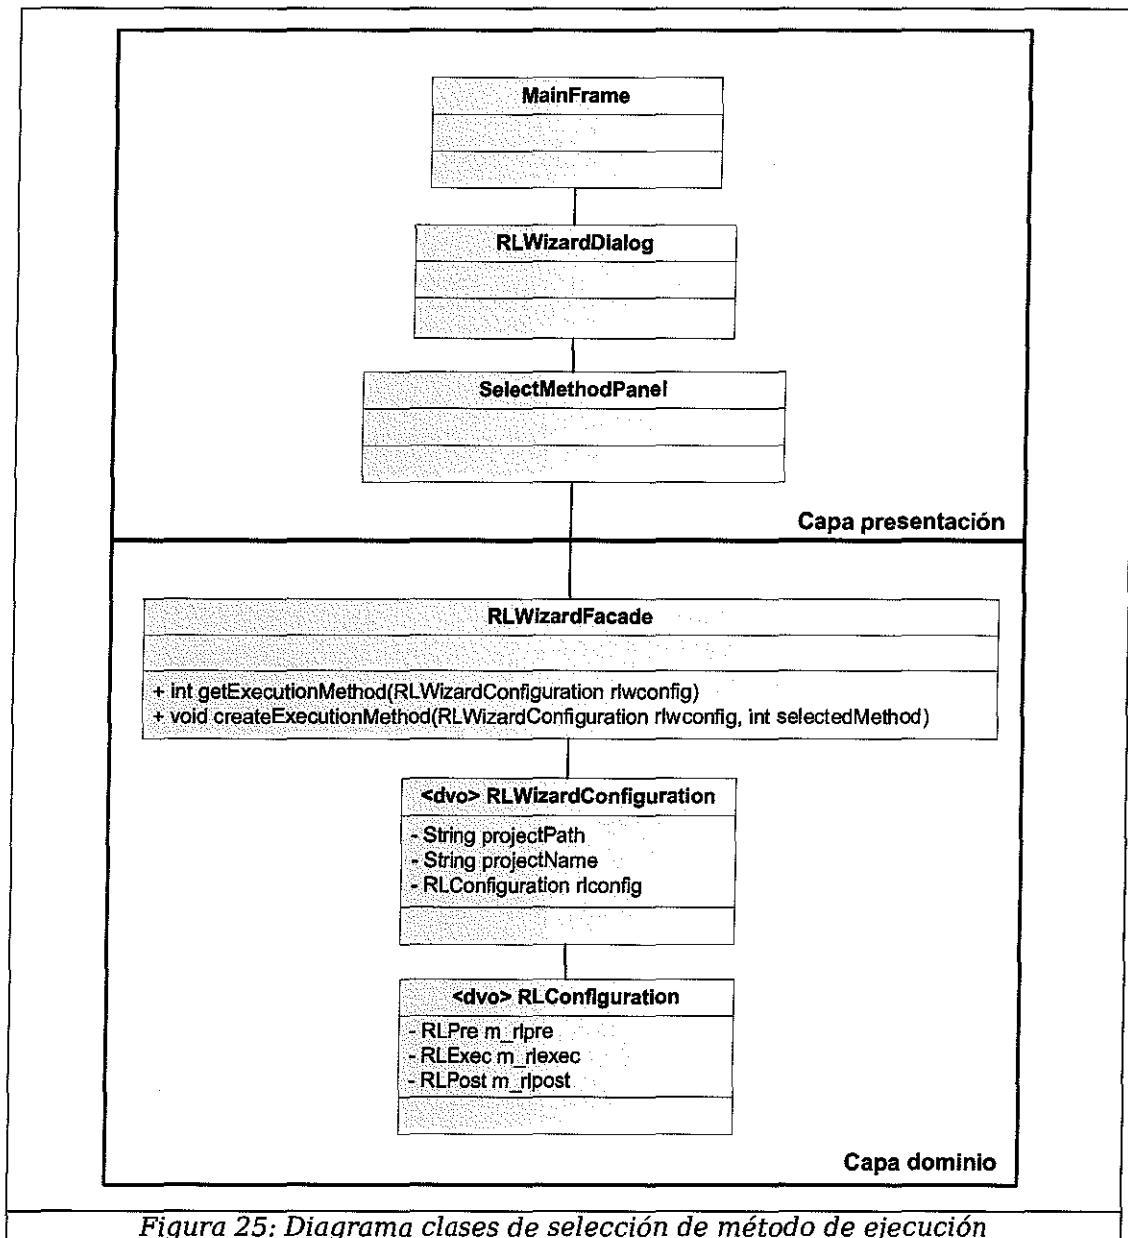 MainFrame
RLWizardDialog
SelectMethodPanel
Capa presentación
RLWizardFacade
+ int getExecutionMethod(RLWizardConfiguration rlwconfig)
+ void createExecutionMethod(RLWizardConfiguration rlwconfig, int selectedMethod)
<dvo> RLWizardConfiguration
- String projectPath
- String projectName
- RLConfiguration rlconfig
<dvo> RLConfiguration
- RLPre m_rlpre
- RLExec m_rlexec
- RLPost m_rlpost
Capa dominio
Figura 25: Diagrama clases de selección de método de ejecución